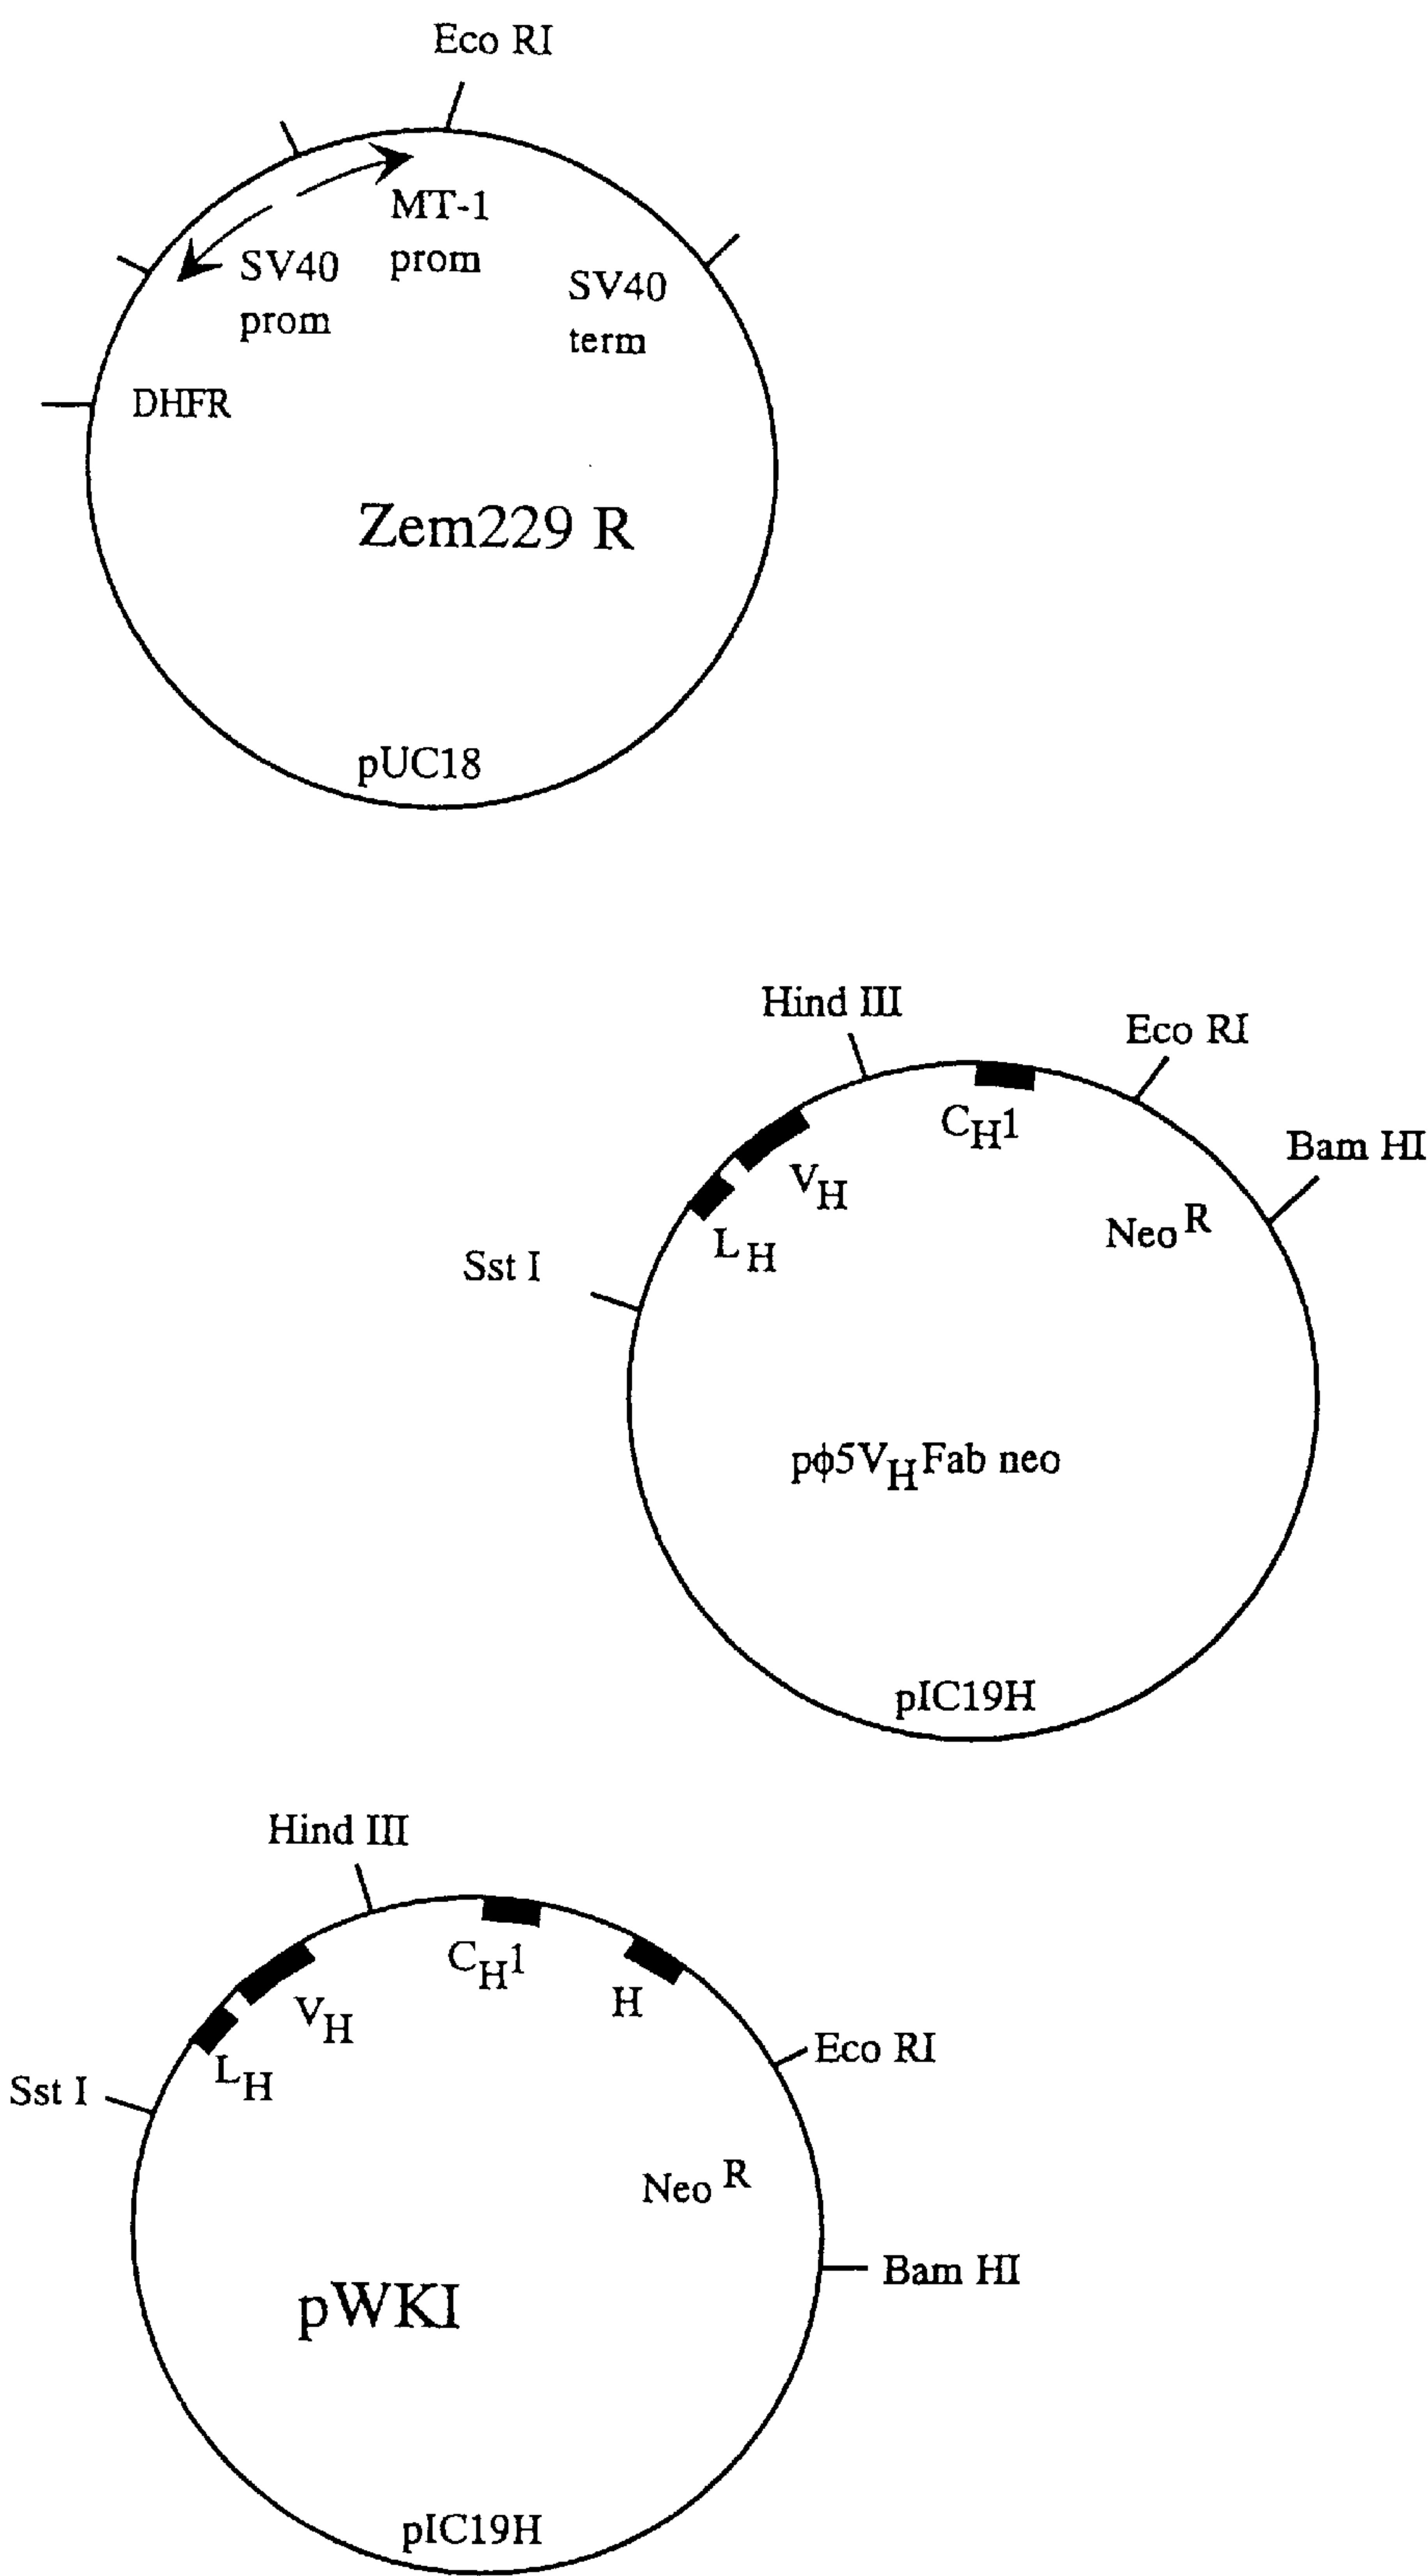 Eco RI
MT-1
prom
SV40
prom
SV40
term
DHFR
Zem229 R
pUC18
Hind III
Eco RI
CH1
Bam HI
VH
NeoR
LH
Sst I
pϕ5VHFab neo
pIC19H
Hind III
CH1
H
VH
Eco RI
LH
Sst I
NeoR
Bam HI
pWKI
pIC19H